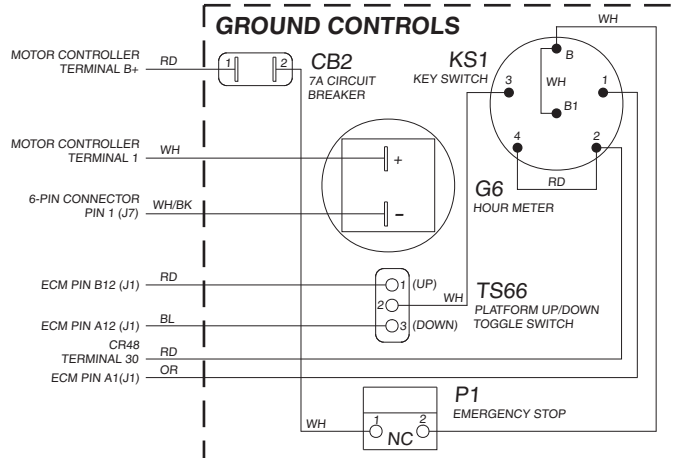 GROUND CONTROLS
WH
MOTOR CONTROLLER
TERMINAL B+
RD
1
2
CB2
7A CIRCUIT
BREAKER
KS1
KEY SWITCH
B
WH
B1
3
1
4
2
RD
MOTOR CONTROLLER
TERMINAL 1
WH
+
6-PIN CONNECTOR
PIN 1 (J7)
WH/BK
–
G6
HOUR METER
ECM PIN B12 (J1)
RD
1 (UP)
2
WH
TS66
PLATFORM UP/DOWN
TOGGLE SWITCH
ECM PIN A12 (J1)
BL
3 (DOWN)
CR48
TERMINAL 30
RD
ECM PIN A1(J1)
OR
P1
EMERGENCY STOP
WH
1
2
NC